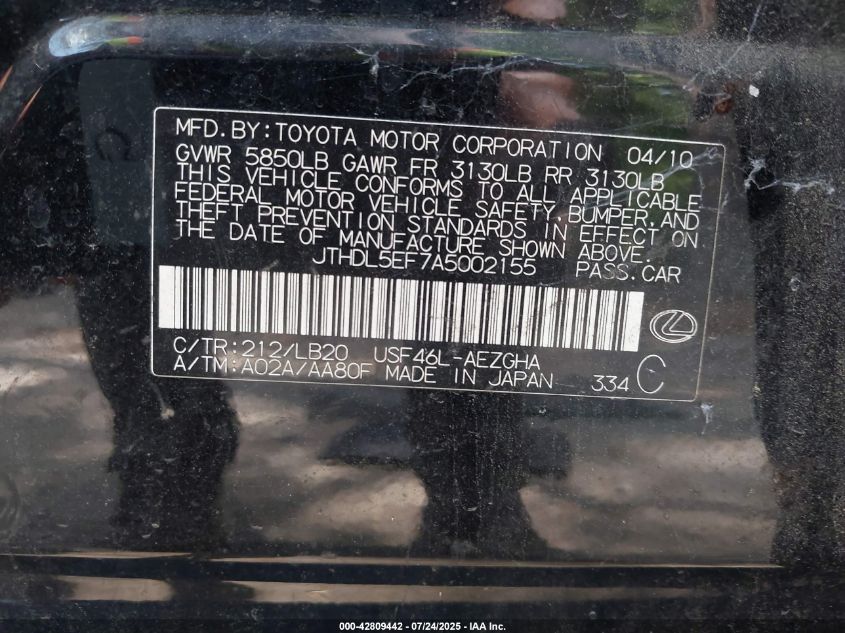 MFD.BY:TOYOTA MOTOR CORPORATION 04/10
GVWR 5850LB GAWR FR 3130LB RR 3130LB
THIS VEHICLE CONFORMS TO ALL APPLICABLE
FEDERAL MOTOR VEHICLE SAFETY,BUMPER,AND
THEFT PREVENTION STANDARDS IN EFFECT ON
THE DATE OF MANUFACTURE SHOWN ABOVE.
JTHDL5EF7A5002155 PASS.CAR
C/TR:212/LB20 USF46L-AEZGHA
A/TM:A02A/AA80F MADE IN JAPAN 334 C
000-42809442 - 07/24/2025 - IAA Inc.